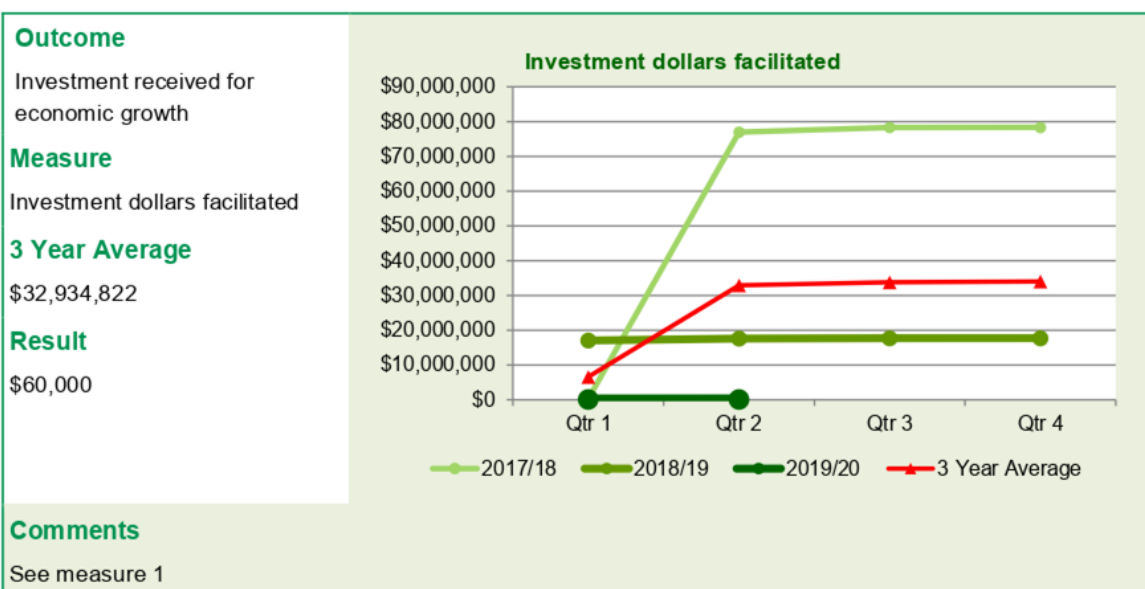 Outcome
Investment received for
economic growth
Measure
Investment dollars facilitated
3 Year Average
$32,934,822
Result
$60,000
Investment dollars facilitated
$90,000,000
$80,000,000
$70,000,000
$60,000,000
$50,000,000
$40,000,000
$30,000,000
$20,000,000
$10,000,000
$0
Qtr 1 Qtr 2 Qtr 3 Qtr 4
2017/18 2018/19 2019/20 3 Year Average
Comments
See measure 1